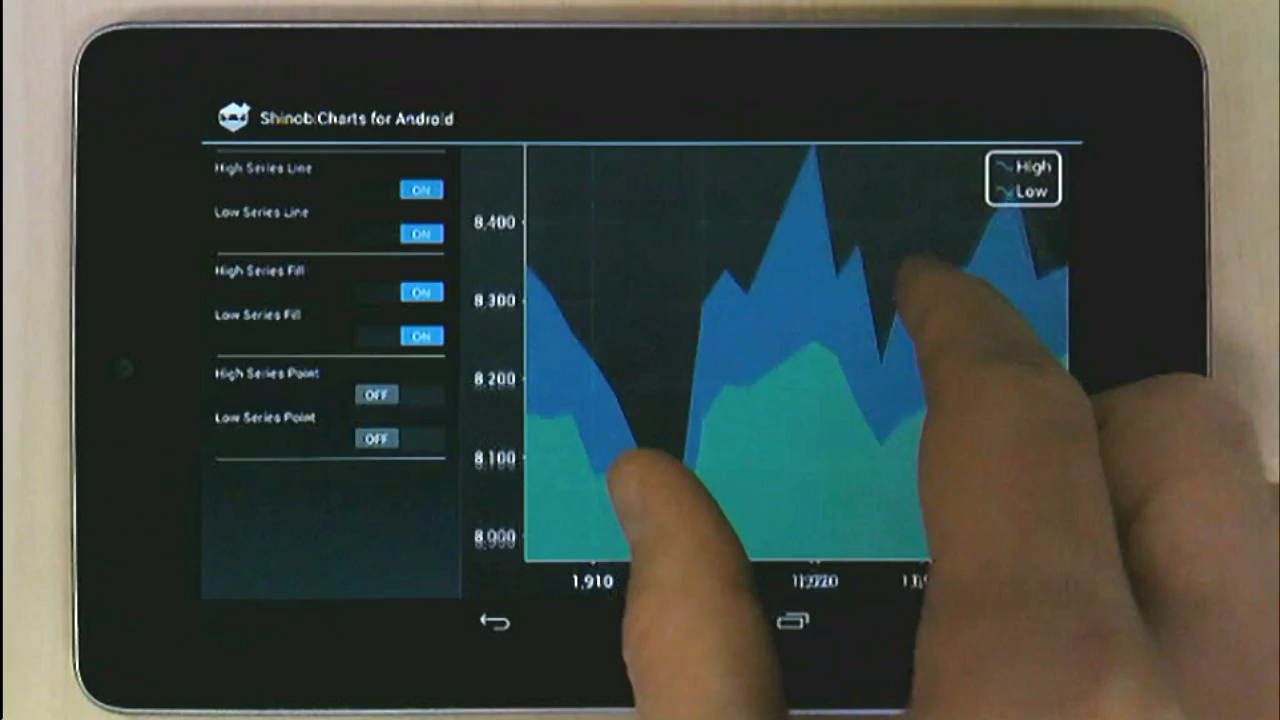 ShinobiCharts for Android
High Series Line
ON
Low Series Line
ON
High Series Fill
ON
Low Series Fill
ON
High Series Point
OFF
Low Series Point
OFF
High
Low
8,400
8,300
8,200
8,100
8,000
1,910